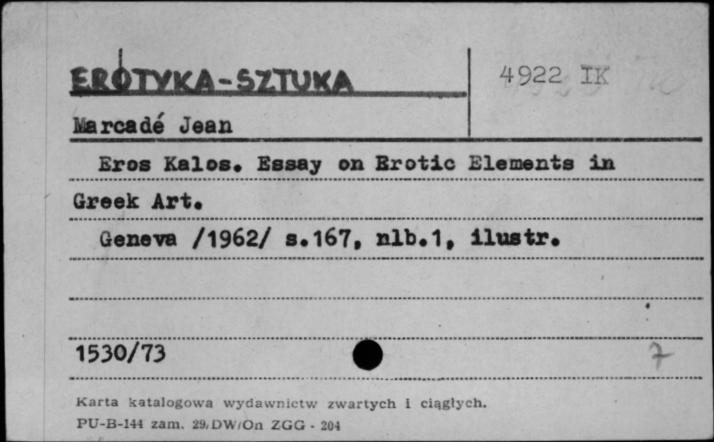 EROTYKA-SZTUKA
4922 IK
Marcadé Jean
Eros Kalos. Essay on Erotic Elements in
Greek Art.
Geneva /1962/ s.167, nlb.1, ilustr.
1530/73
7
Karta katalogowa wydawnictw zwartych i ciągłych.
PU-B-144 zam. 29/DW/On ZGG - 204